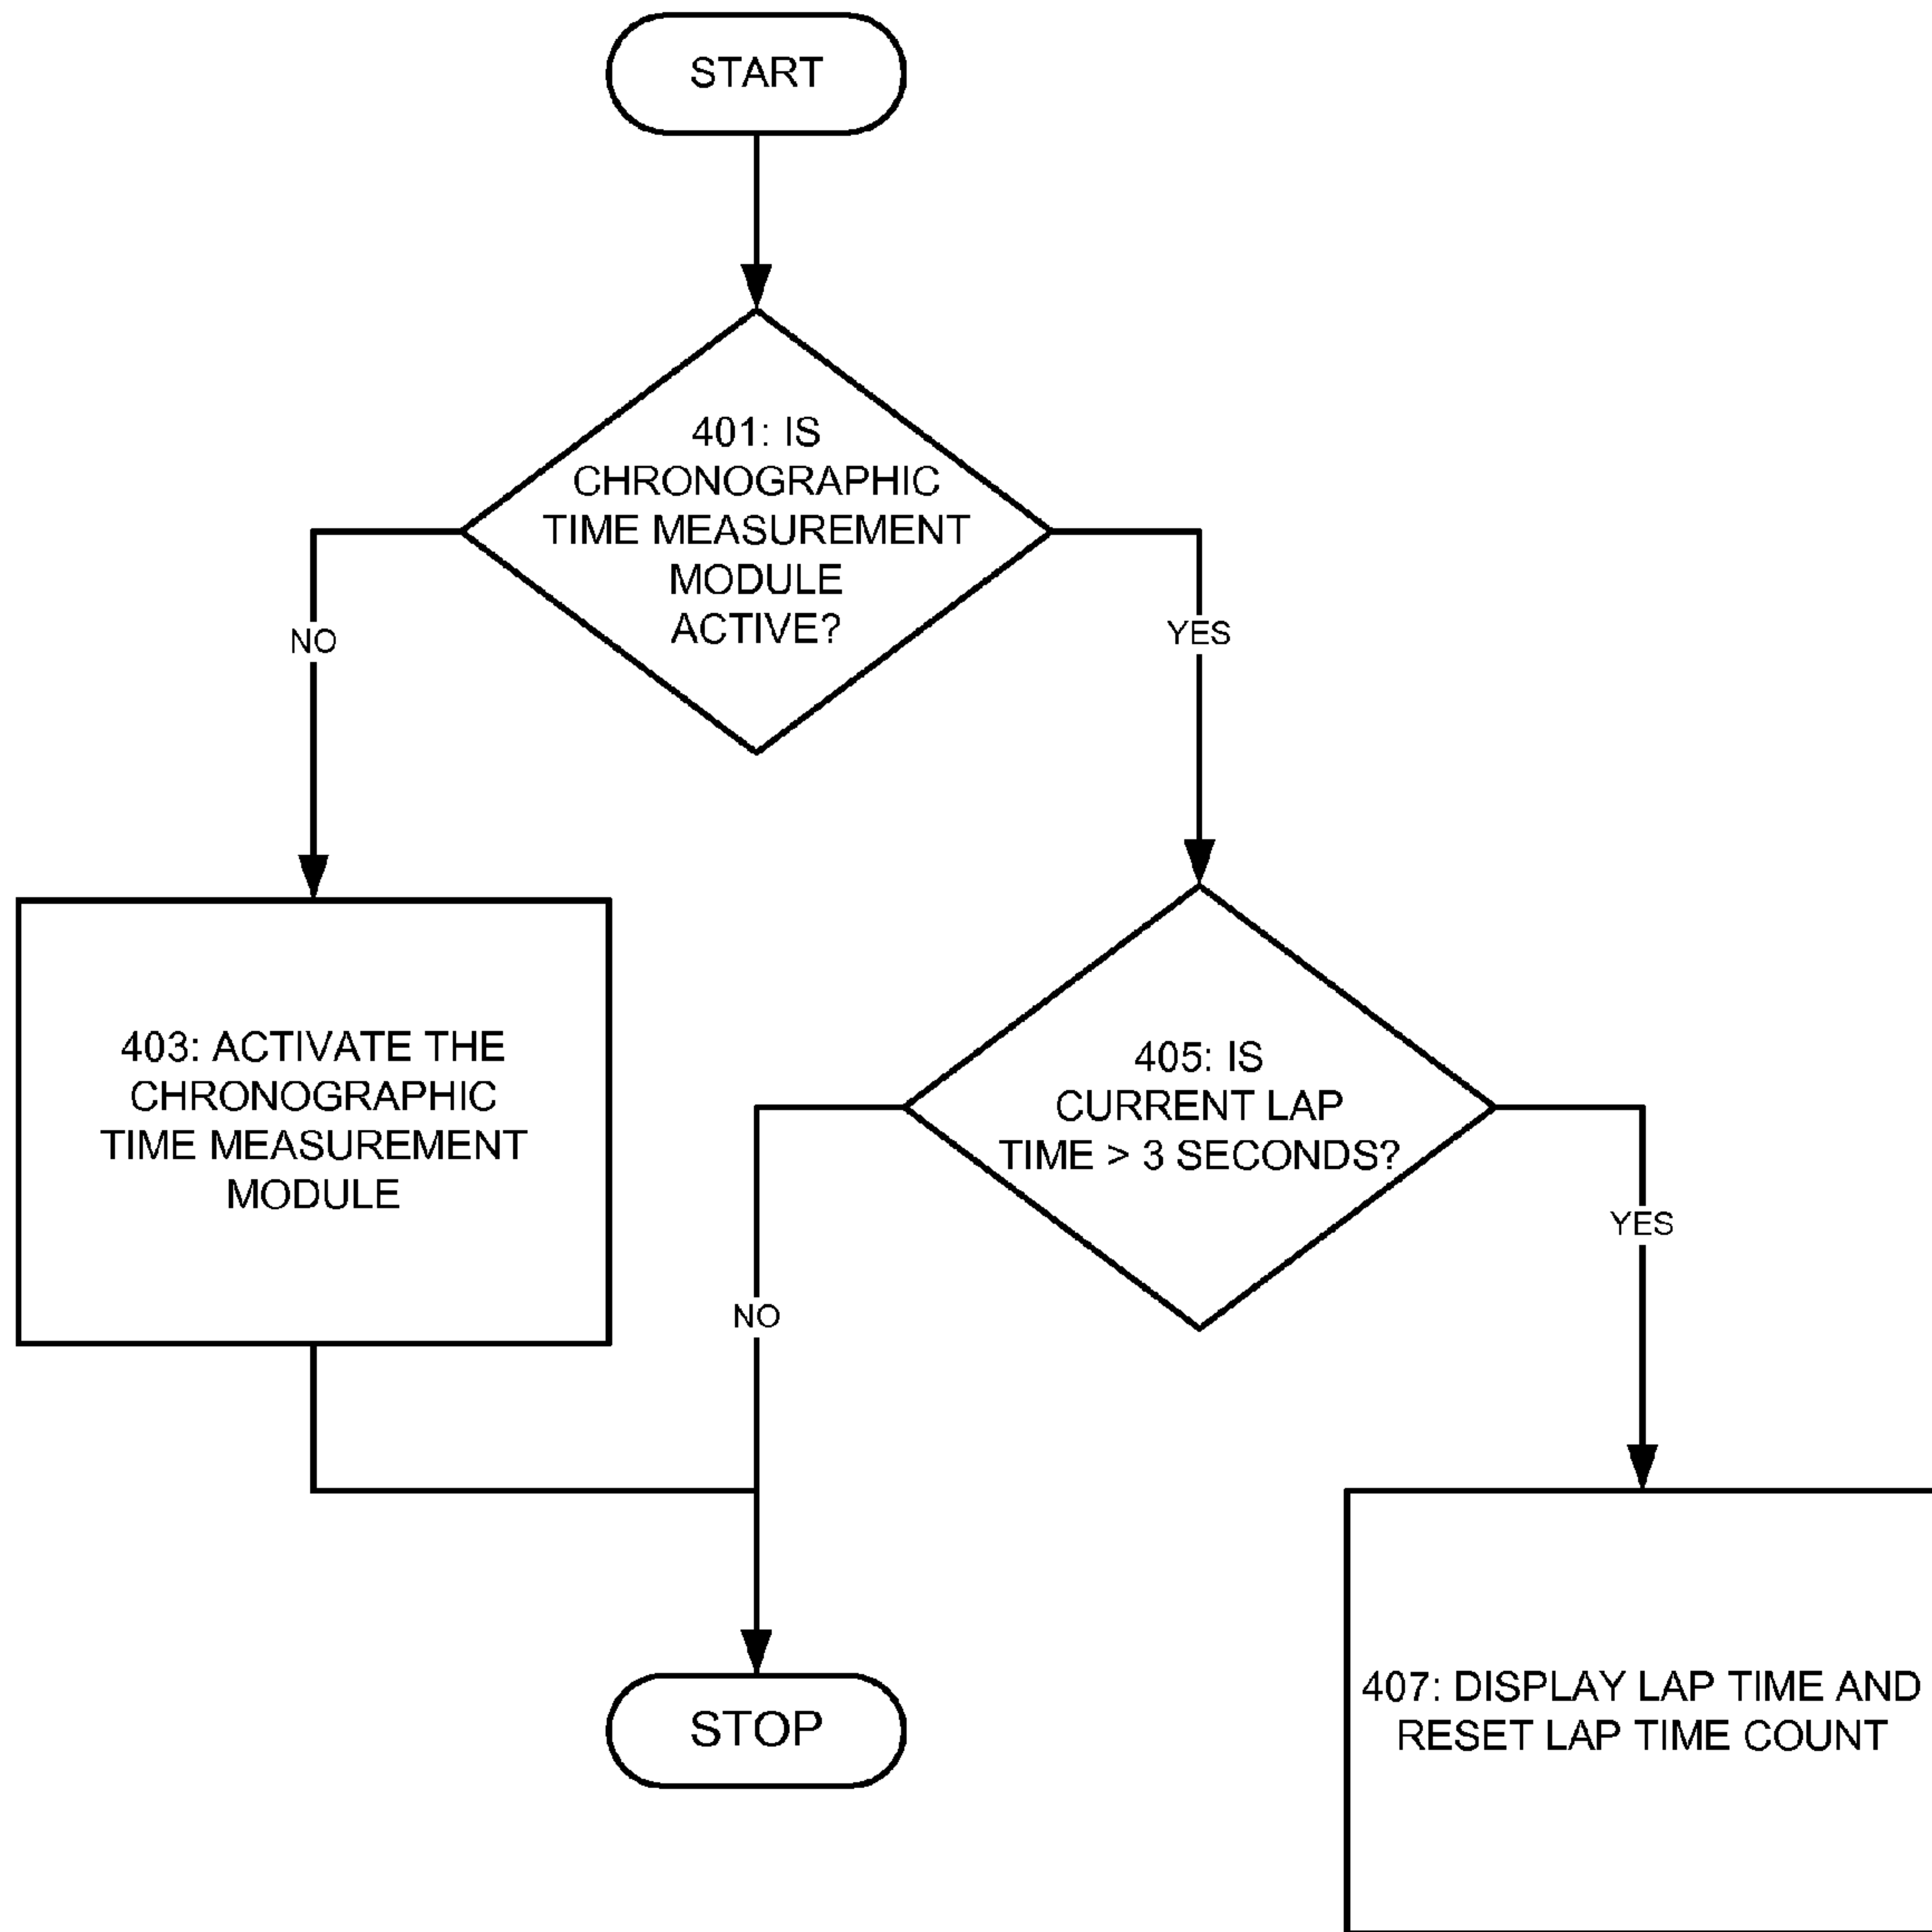 START
401: IS
CHRONOGRAPHIC
TIME MEASUREMENT
MODULE
ACTIVE?
NO
YES
403: ACTIVATE THE
CHRONOGRAPHIC
TIME MEASUREMENT
MODULE
405: IS
CURRENT LAP
TIME > 3 SECONDS?
NO
YES
STOP
407: DISPLAY LAP TIME AND
RESET LAP TIME COUNT